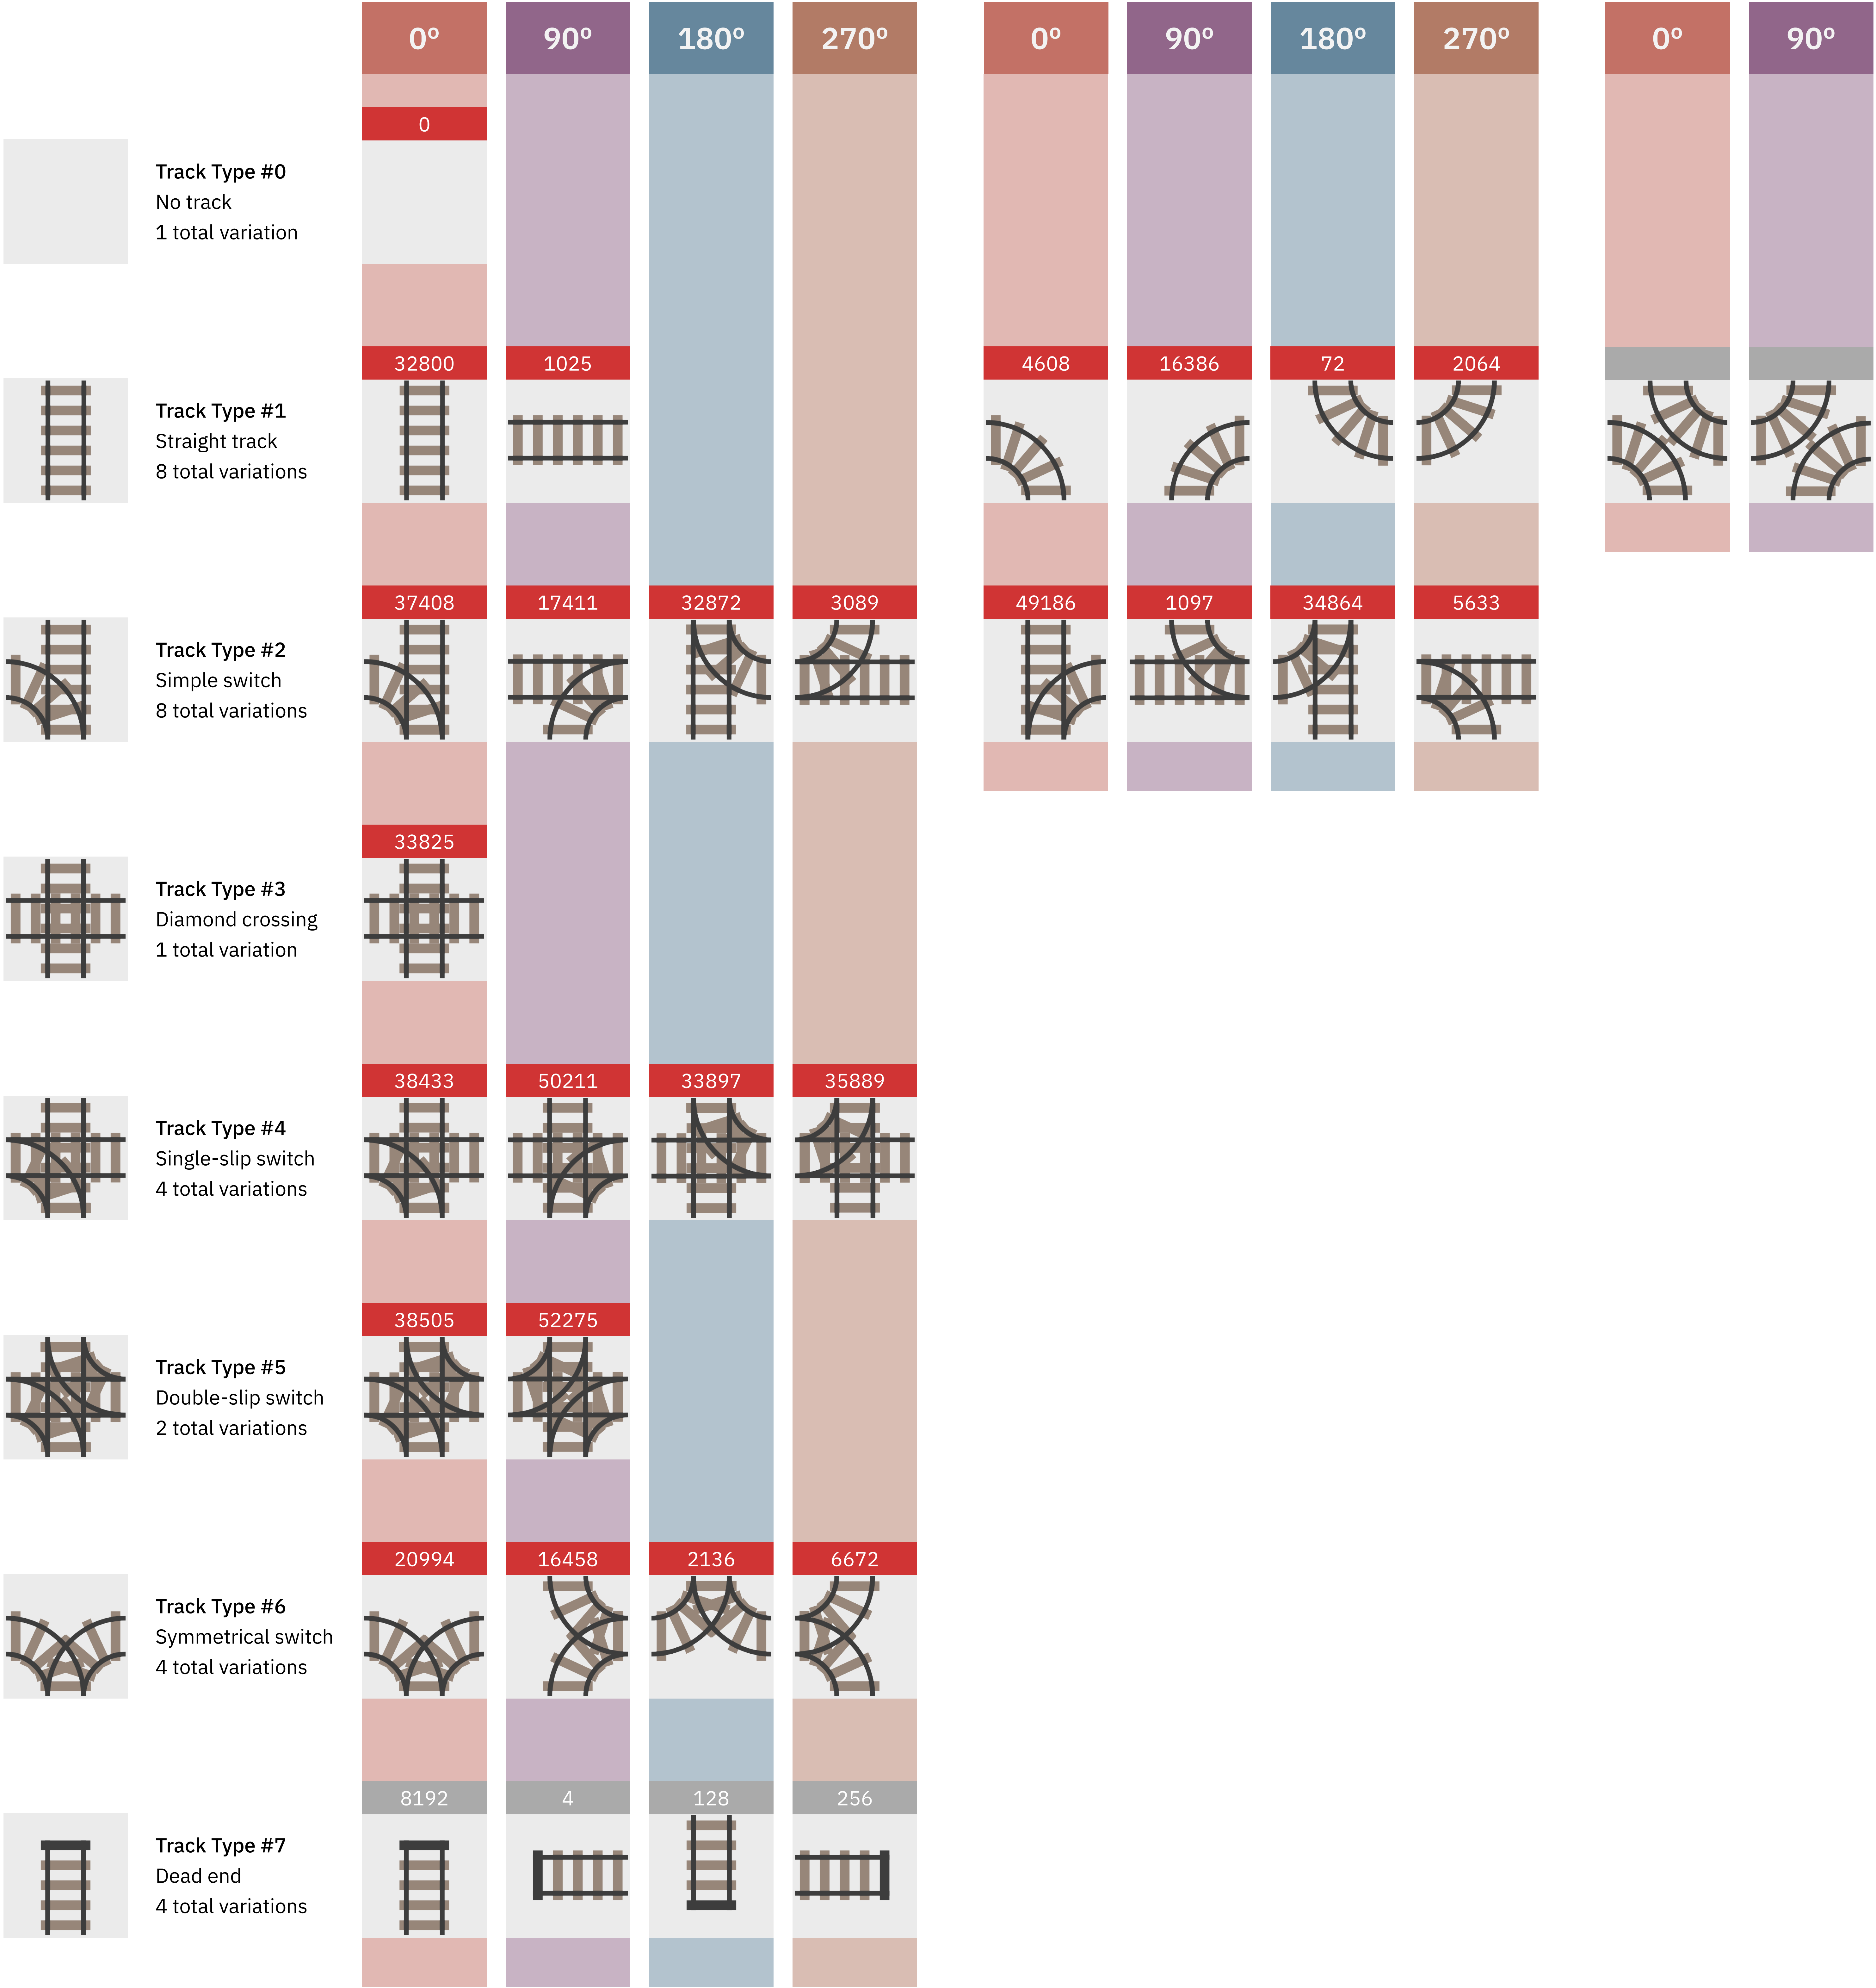 0º 90º 180º 270º 0º 90º 180º 270º 0º 90º
0
Track Type #0
No track
1 total variation
32800 1025 4608 16386 72 2064
Track Type #1
Straight track
8 total variations
37408 17411 32872 3089 49186 1097 34864 5633
Track Type #2
Simple switch
8 total variations
33825
Track Type #3
Diamond crossing
1 total variation
38433 50211 33897 35889
Track Type #4
Single-slip switch
4 total variations
38505 52275
Track Type #5
Double-slip switch
2 total variations
20994 16458 2136 6672
Track Type #6
Symmetrical switch
4 total variations
8192 4 128 256
Track Type #7
Dead end
4 total variations